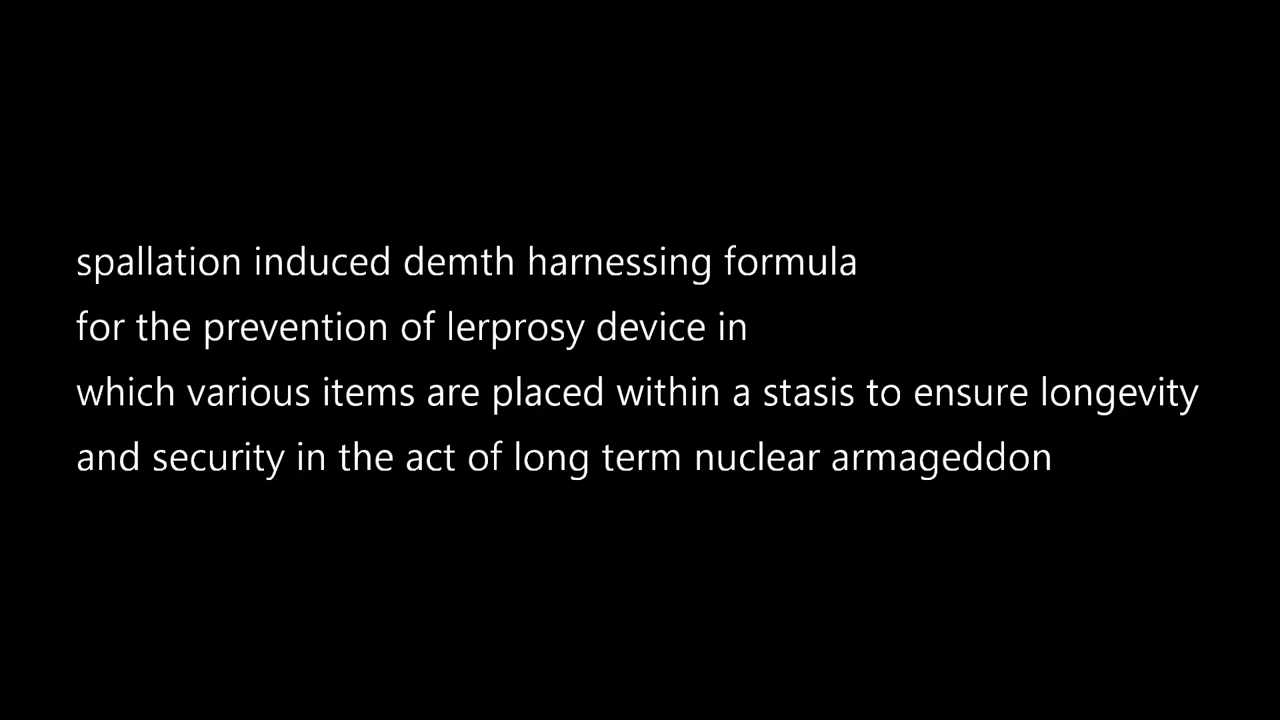 spallation induced demth harnessing formula
for the prevention of lerprosy device in
which various items are placed within a stasis to ensure longevity
and security in the act of long term nuclear armageddon